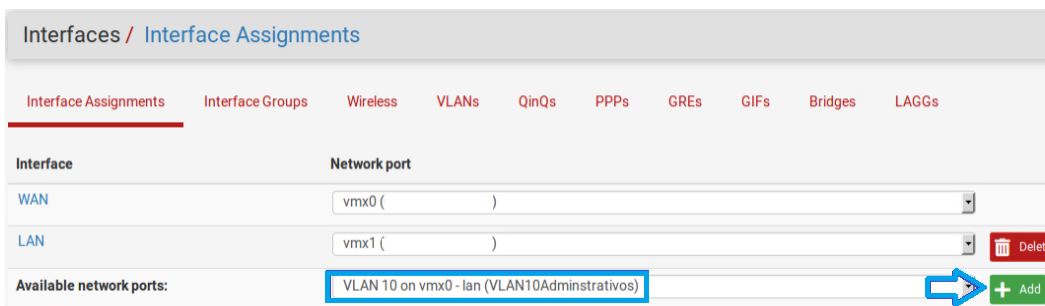 Interfaces / Interface Assignments
Interface Assignments Interface Groups Wireless VLANs QinQs PPPs GREs GIFs Bridges LAGGs
Interface Network port
WAN vmx0 ( )
LAN vmx1 ( ) Delet
Available network ports: VLAN 10 on vmx0 - lan (VLAN10Adminstrativos) Add